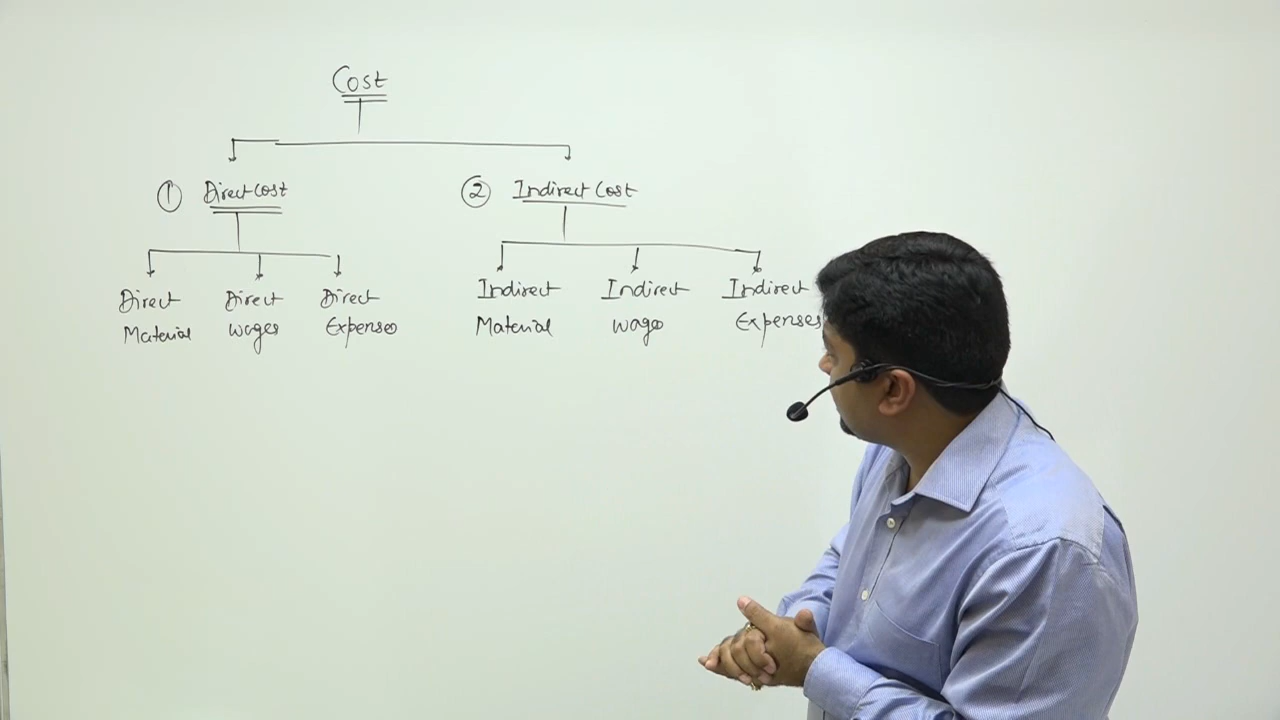 Cost
① Direct cost ② Indirect Cost
Direct Direct Direct Indirect Indirect Indirect
Material wages Expenses Material wages Expenses